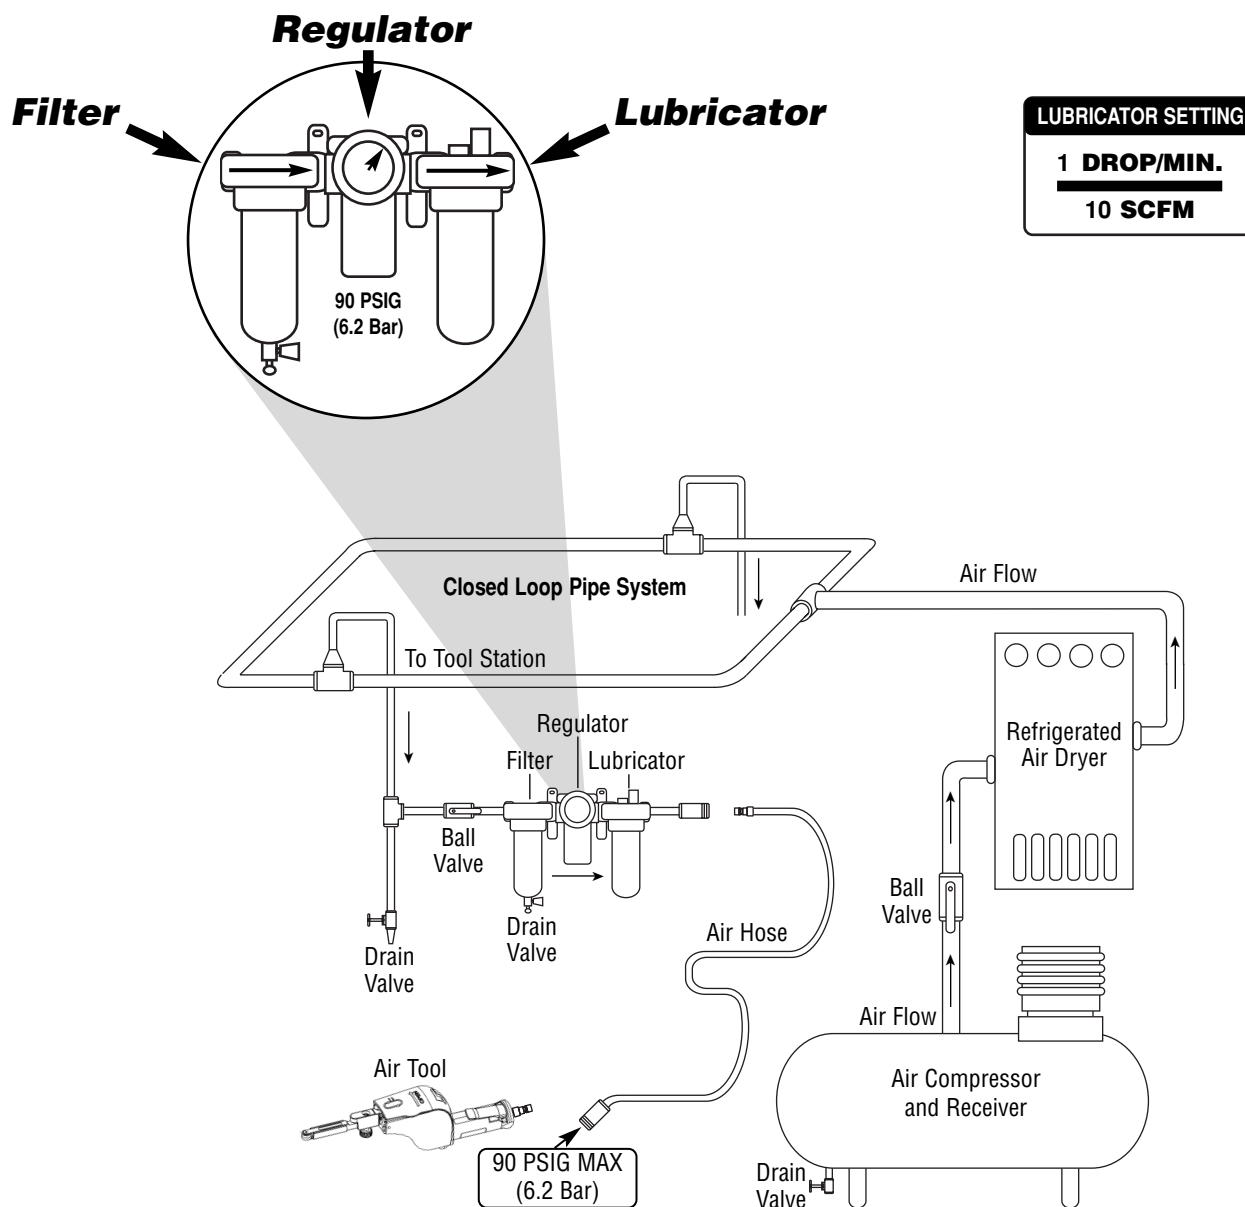 Regulator
Filter
Lubricator
LUBRICATOR SETTING
1 DROP/MIN.
10 SCFM
90 PSIG
(6.2 Bar)
Closed Loop Pipe System
Air Flow
To Tool Station
Regulator
Filter
Lubricator
Refrigerated
Air Dryer
Ball
Valve
Ball
Valve
Drain
Valve
Air Hose
Drain
Valve
Air Flow
Air Tool
Air Compressor
and Receiver
90 PSIG MAX
(6.2 Bar)
Drain
Valve